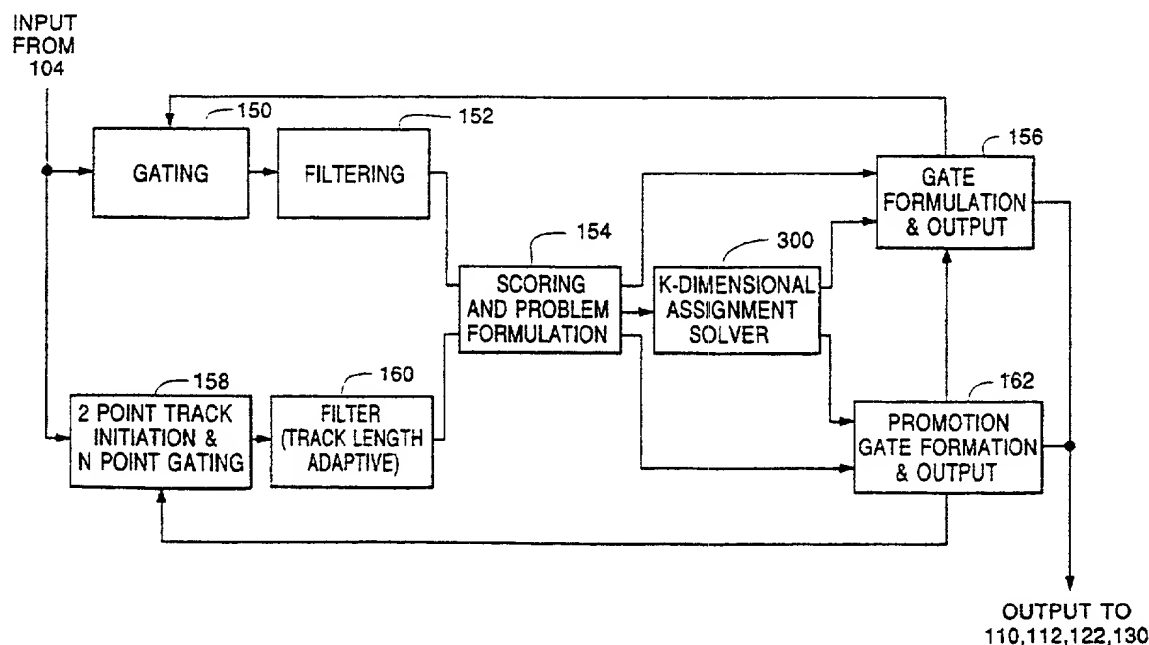 INPUT
FROM
104
150
GATING
152
FILTERING
154
SCORING
AND PROBLEM
FORMULATION
300
K-DIMENSIONAL
ASSIGNMENT
SOLVER
156
GATE
FORMULATION
& OUTPUT
158
2 POINT TRACK
INITIATION &
N POINT GATING
160
FILTER
(TRACK LENGTH
ADAPTIVE)
162
PROMOTION
GATE FORMATION
& OUTPUT
OUTPUT TO
110,112,122,130